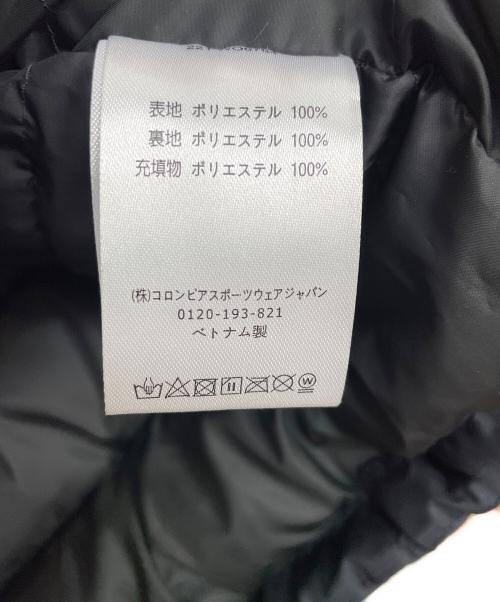 表地 ポリエステル 100%
裏地 ポリエステル 100%
充填物 ポリエステル 100%
(株)コロンビアスポーツウェアジャパン
0120-193-821
ベトナム製